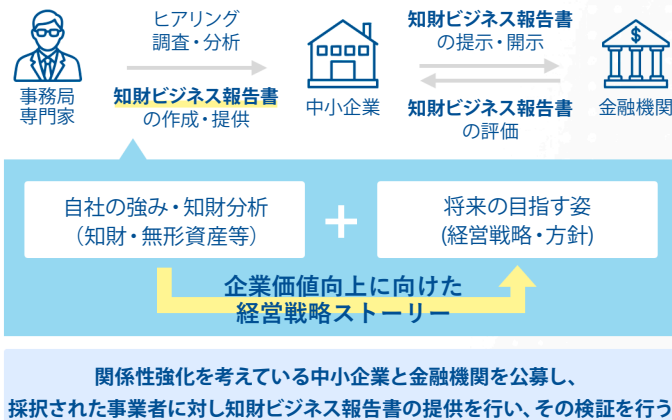 ヒアリング
調査・分析
知財ビジネス報告書
の作成・提供
事務局
専門家
中小企業
知財ビジネス報告書
の提示・開示
知財ビジネス報告書
の評価
$
金融機関
自社の強み・知財分析
（知財・無形資産等）
+
将来の目指す姿
(経営戦略・方針)
企業価値向上に向けた
経営戦略ストーリー
関係性強化を考えている中小企業と金融機関を公募し、
採択された事業者に対し知財ビジネス報告書の提供を行い、その検証を行う